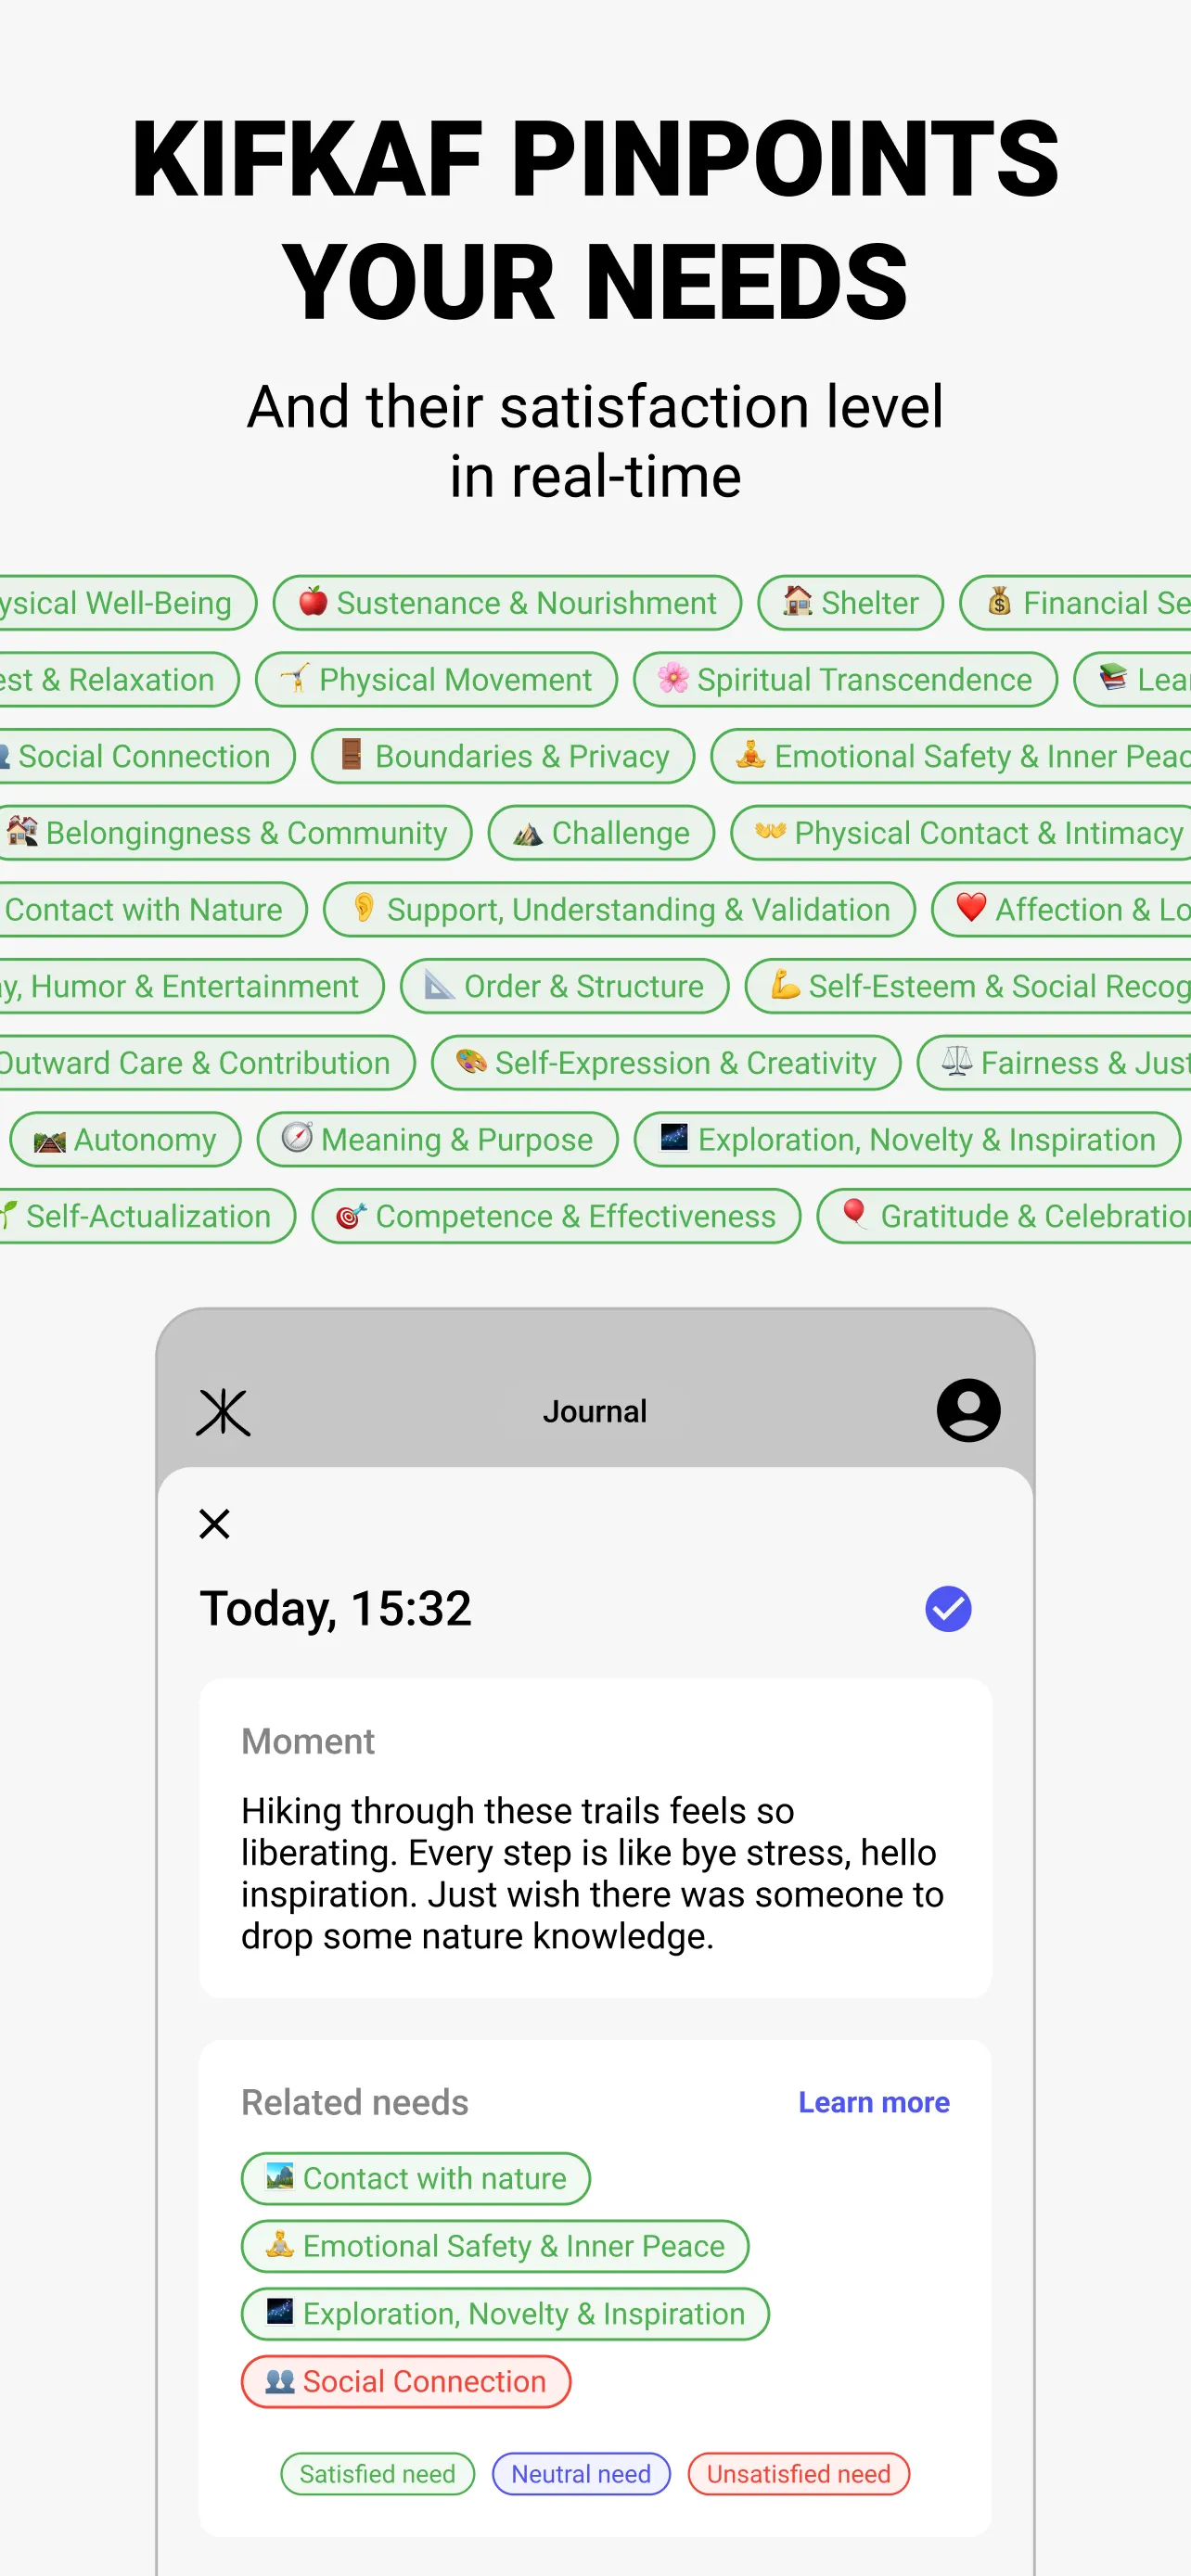 KIFKAF PINPOINTS
YOUR NEEDS
And their satisfaction level
in real-time
ysical Well-Being Sustenance & Nourishment Shelter Financial Se
est & Relaxation Physical Movement Spiritual Transcendence Lea
Social Connection Boundaries & Privacy Emotional Safety & Inner Peac
Belongingness & Community Challenge Physical Contact & Intimacy
Contact with Nature Support, Understanding & Validation Affection & Lo
y, Humor & Entertainment Order & Structure Self-Esteem & Social Recog
Outward Care & Contribution Self-Expression & Creativity Fairness & Just
Autonomy Meaning & Purpose Exploration, Novelty & Inspiration
Self-Actualization Competence & Effectiveness Gratitude & Celebration
Journal
Today, 15:32
Moment
Hiking through these trails feels so
liberating. Every step is like bye stress, hello
inspiration. Just wish there was someone to
drop some nature knowledge.
Related needs Learn more
Contact with nature
Emotional Safety & Inner Peace
Exploration, Novelty & Inspiration
Social Connection
Satisfied need Neutral need Unsatisfied need